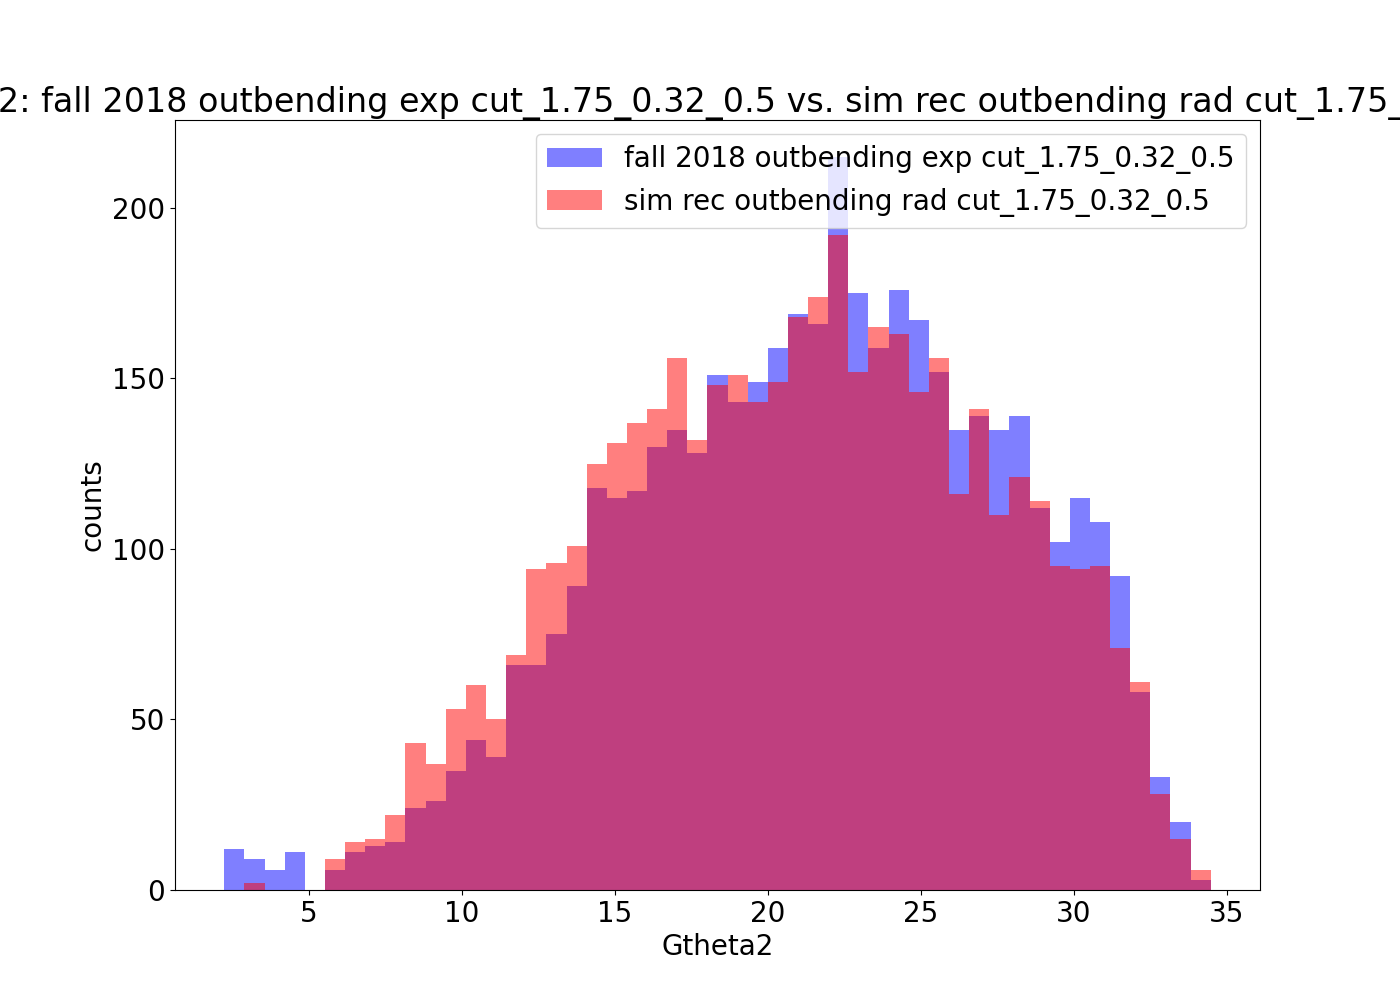 2: fall 2018 outbending exp cut_1.75_0.32_0.5 vs. sim rec outbending rad cut_1.75_
fall 2018 outbending exp cut_1.75_0.32_0.5
sim rec outbending rad cut_1.75_0.32_0.5
200
150
100
50
0
counts
5 10 15 20 25 30 35
Gtheta2